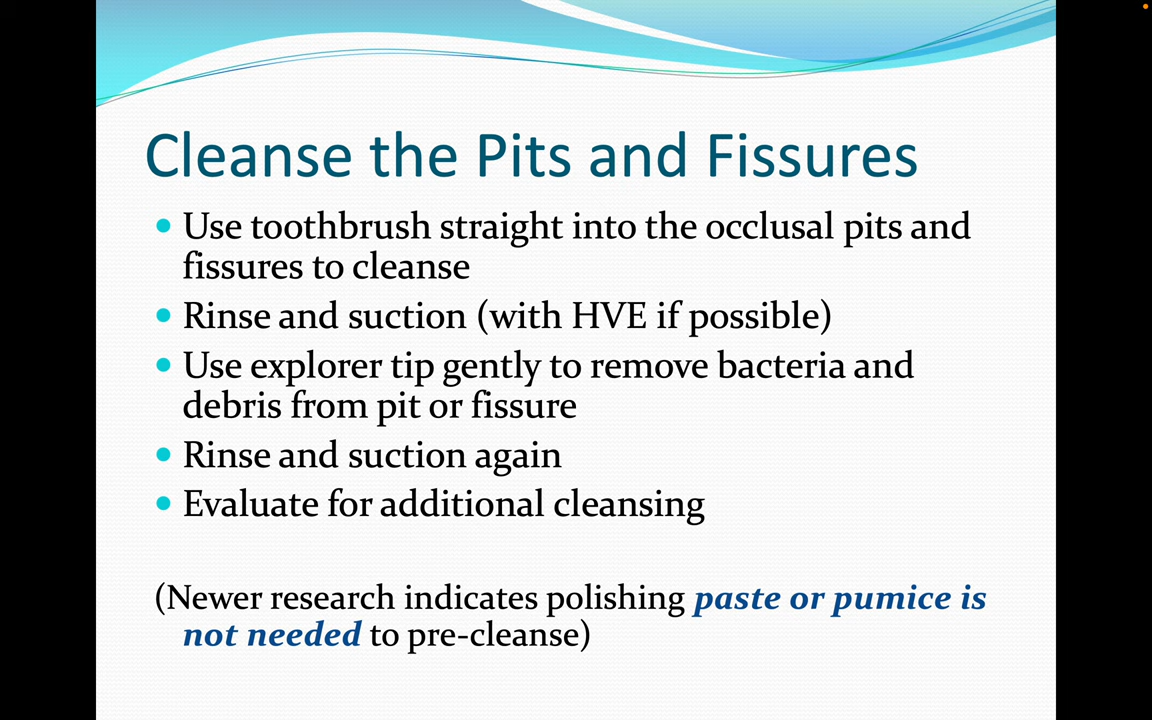 Cleanse the Pits and Fissures
• Use toothbrush straight into the occlusal pits and
fissures to cleanse
• Rinse and suction (with HVE if possible)
• Use explorer tip gently to remove bacteria and
debris from pit or fissure
• Rinse and suction again
• Evaluate for additional cleansing
(Newer research indicates polishing paste or pumice is
not needed to pre-cleanse)